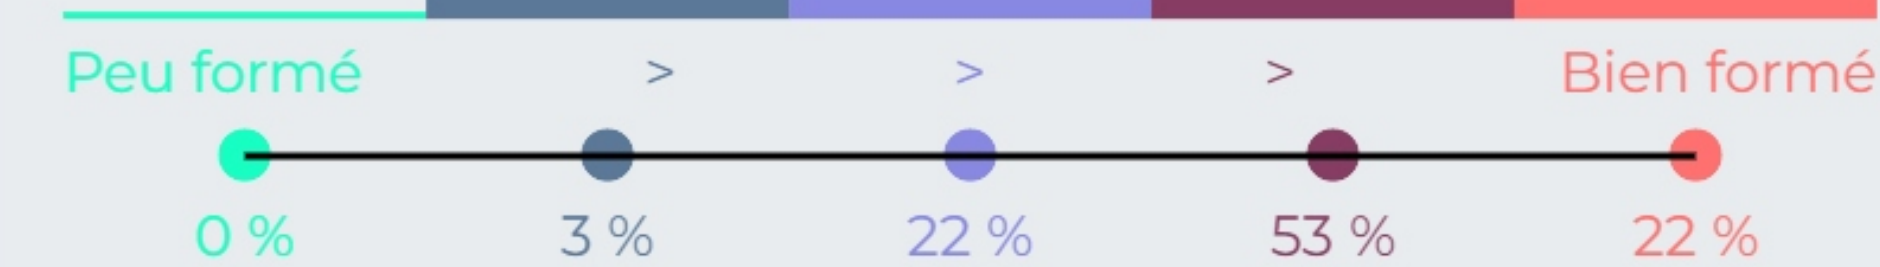 Peu formé > > > Bien formé
0 % 3 % 22 % 53 % 22 %